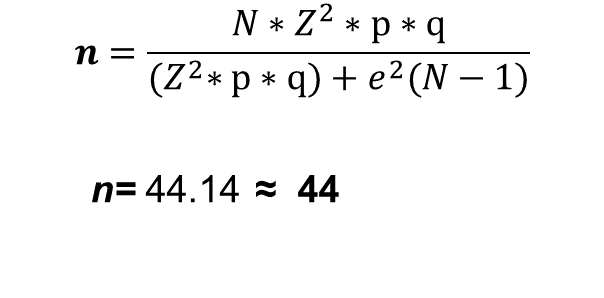 n = N * Z² * p * q / (Z² * p * q) + e² (N − 1)
n= 44.14 ≈ 44